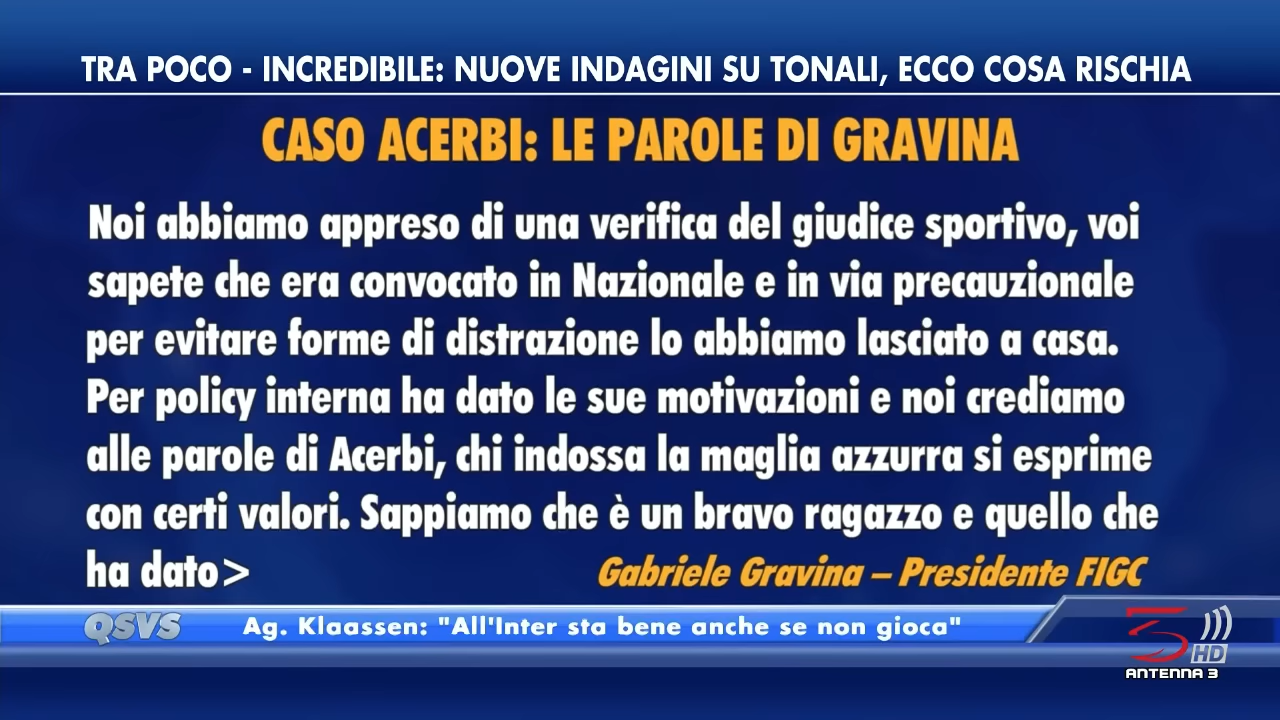 TRA POCO - INCREDIBILE: NUOVE INDAGINI SU TONALI, ECCO COSA RISCHIA
CASO ACERBI: LE PAROLE DI GRAVINA
Noi abbiamo appreso di una verifica del giudice sportivo, voi
sapete che era convocato in Nazionale e in via precauzionale
per evitare forme di distrazione lo abbiamo lasciato a casa.
Per policy interna ha dato le sue motivazioni e noi crediamo
alle parole di Acerbi, chi indossa la maglia azzurra si esprime
con certi valori. Sappiamo che è un bravo ragazzo e quello che
ha dato>
Gabriele Gravina – Presidente FIGC
QSVS
Ag. Klaassen: "All'Inter sta bene anche se non gioca"
3 HD
ANTENNA 3